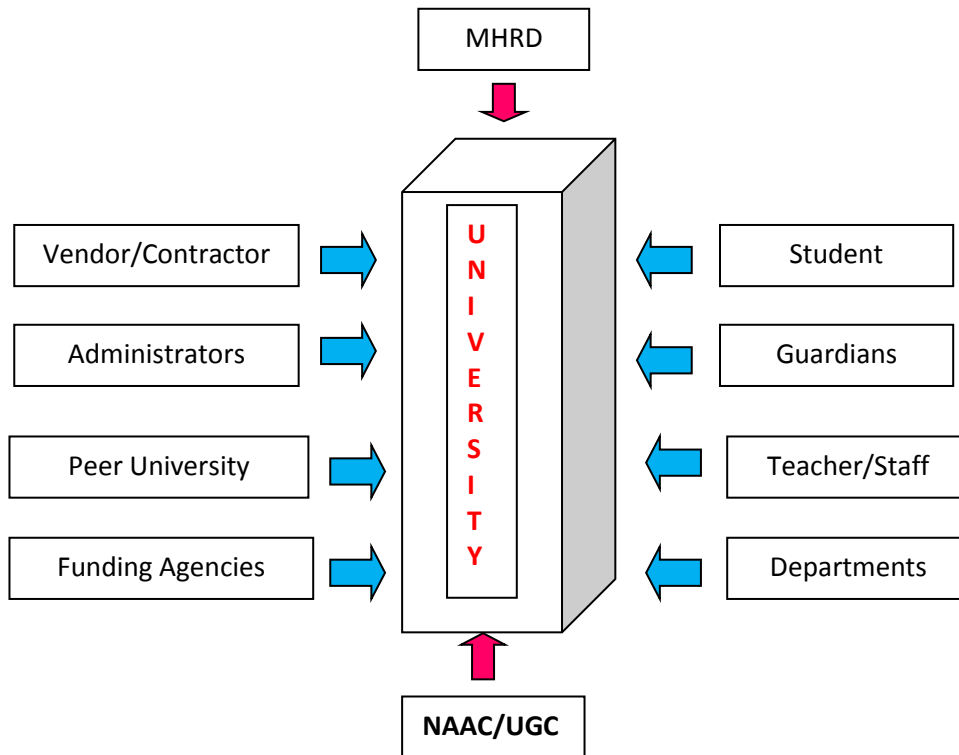 MHRD
Vendor/Contractor
Administrators
Peer University
Funding Agencies
U
N
I
V
E
R
S
I
T
Y
Student
Guardians
Teacher/Staff
Departments
NAAC/UGC